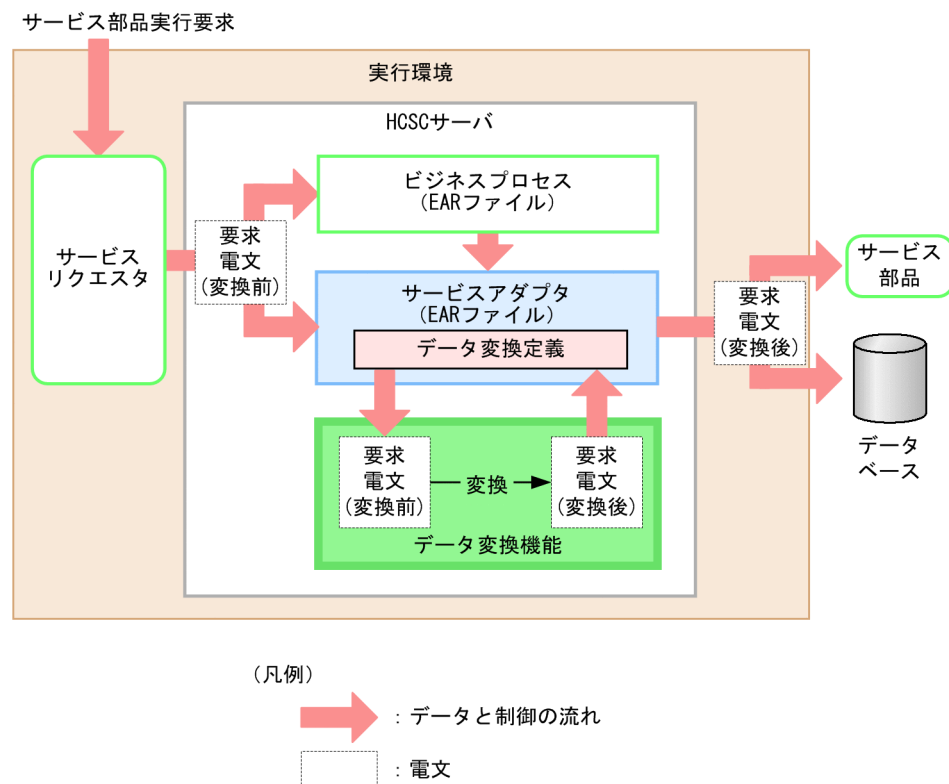 サービス部品実行要求
実行環境
HCSCサーバ
ビジネスプロセス
(EARファイル)
サービス
リクエスタ
要求
電文
(変換前)
サービスアダプタ
(EARファイル)
データ変換定義
要求
電文
(変換後)
サービス
部品
データ
ベース
要求
電文
(変換前)
変換
要求
電文
(変換後)
データ変換機能
(凡例)
：データと制御の流れ
：電文